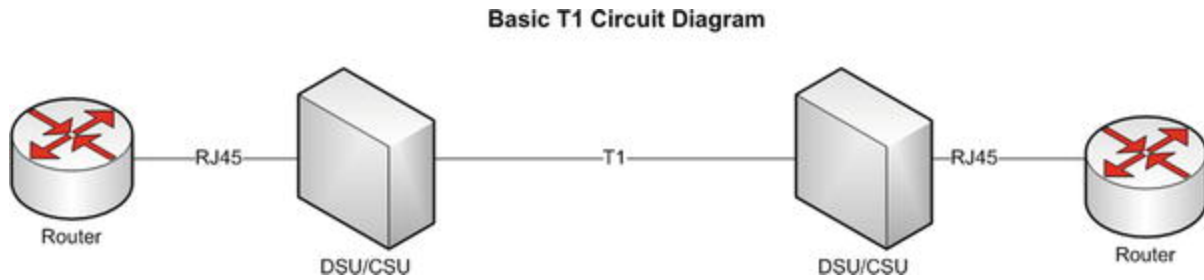 Basic T1 Circuit Diagram
RJ45
T1
RJ45
Router
DSU/CSU
DSU/CSU
Router